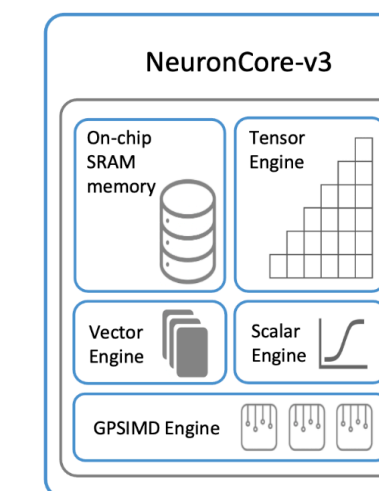 NeuronCore-v3
On-chip
SRAM
memory
Tensor
Engine
Vector
Engine
Scalar
Engine
GPSIMD Engine